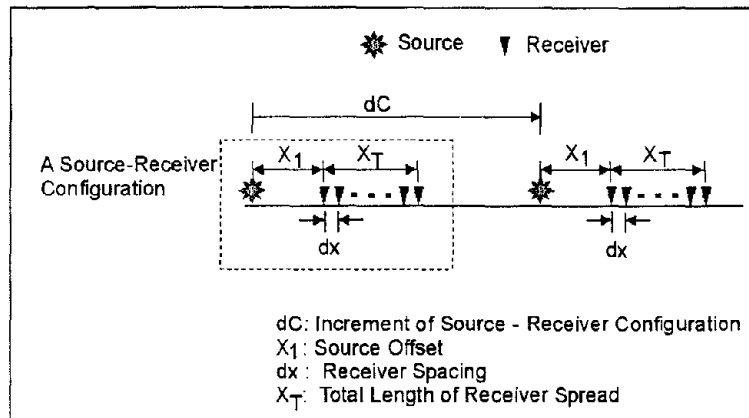 Source Receiver
dC
A Source-Receiver
Configuration
X1 XT X1 XT
dx dx
dC: Increment of Source - Receiver Configuration
X1: Source Offset
dx : Receiver Spacing
XT: Total Length of Receiver Spread